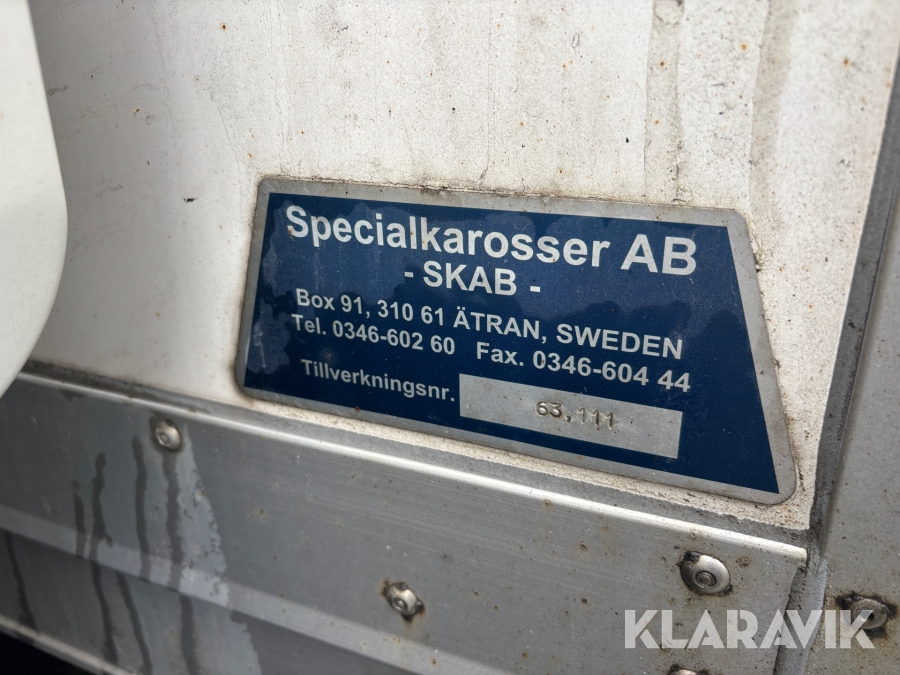 Specialkarosser AB
- SKAB -
Box 91, 310 61 ÄTRAN, SWEDEN
Tel. 0346-602 60 Fax. 0346-604 44
Tillverkningsnr. 63,111
KLARAVIK